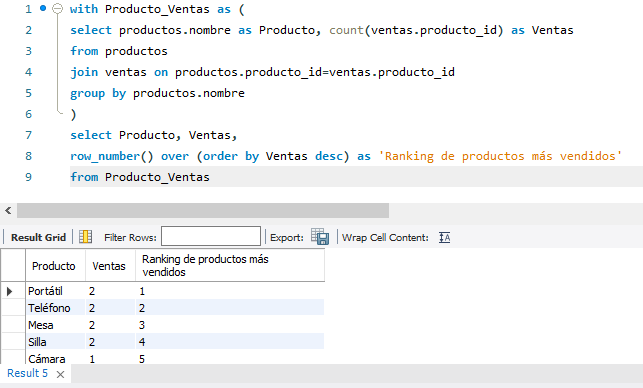 1 with Producto_Ventas as (
2 select productos.nombre as Producto, count(ventas.producto_id) as Ventas
3 from productos
4 join ventas on productos.producto_id=ventas.producto_id
5 group by productos.nombre
6 )
7 select Producto, Ventas,
8 row_number() over (order by Ventas desc) as 'Ranking de productos más vendidos'
9 from Producto_Ventas
Result Grid Filter Rows: Export: Wrap Cell Content: IA
Producto Ventas Ranking de productos más
vendidos
Portátil 2 1
Teléfono 2 2
Mesa 2 3
Silla 2 4
Cámara 1 5
Result 5 ×